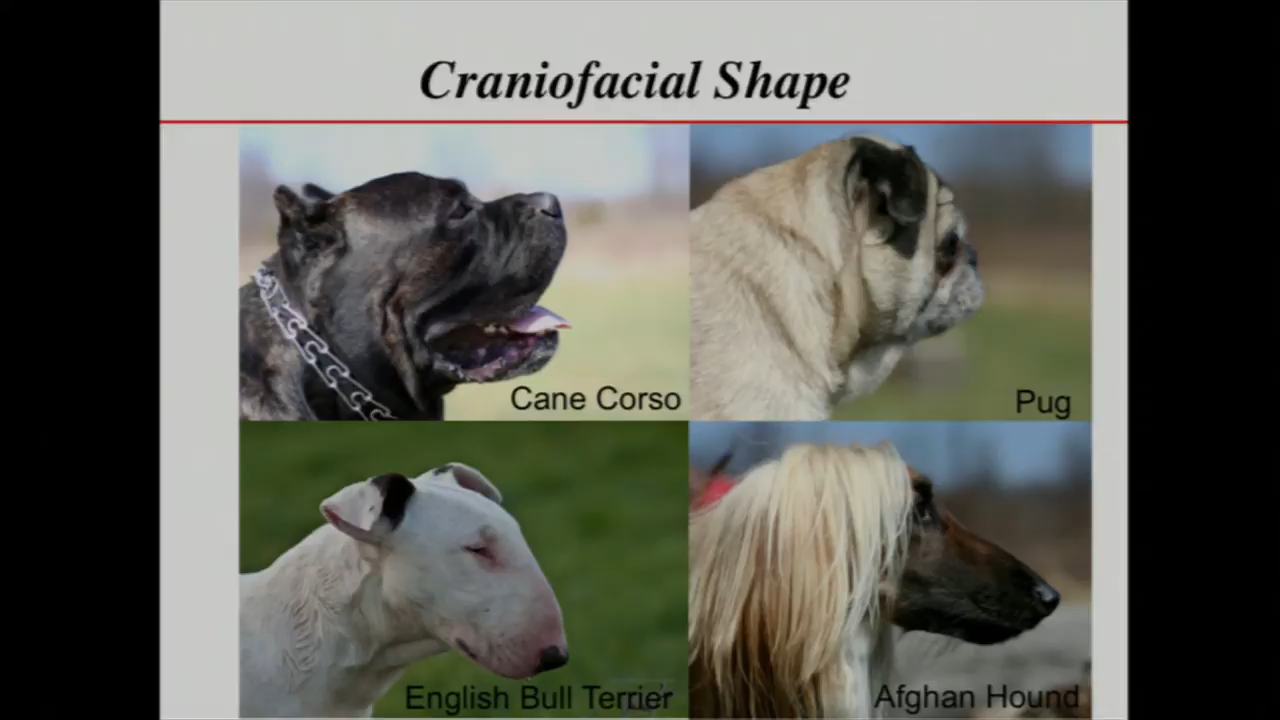 Craniofacial Shape
Cane Corso
Pug
English Bull Terrier
Afghan Hound